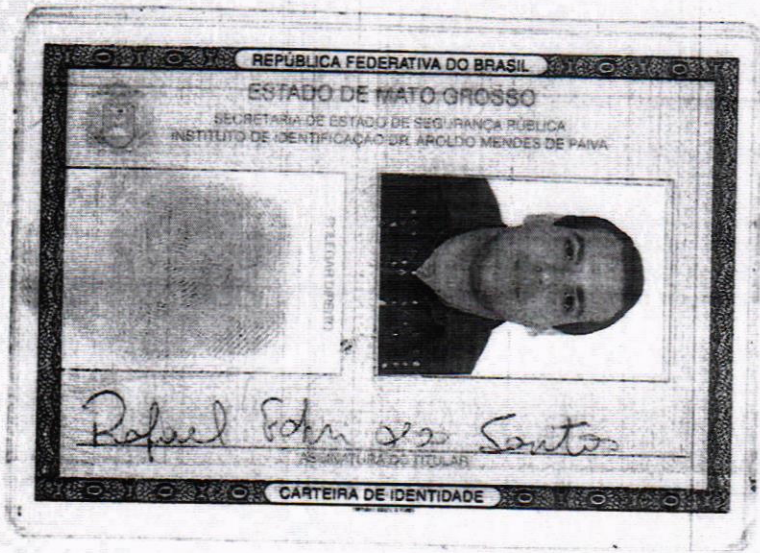 REPÚBLICA FEDERATIVA DO BRASIL
ESTADO DE MATO GROSSO
SECRETARIA DE ESTADO DE SEGURANÇA PÚBLICA
INSTITUTO DE IDENTIFICAÇÃO DR. AROLDO MENDES DE PAIVA
POLEGAR DIREITO
Rafael Santos
ASSINATURA DO TITULAR
CARTEIRA DE IDENTIDADE